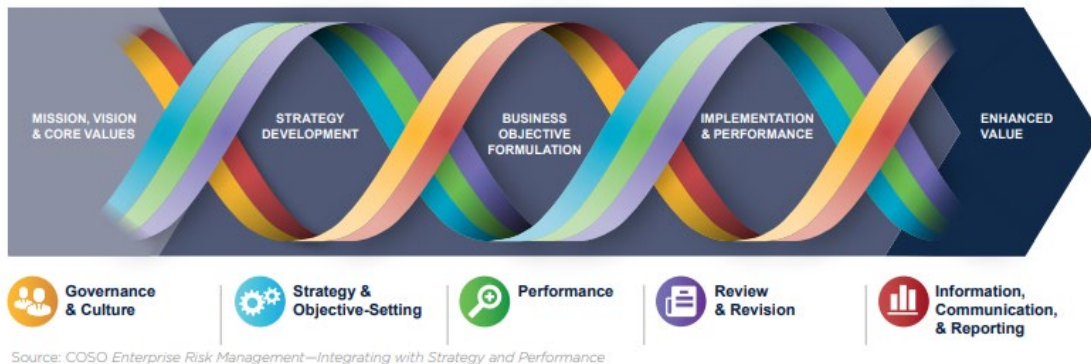 MISSION, VISION
& CORE VALUES
STRATEGY
DEVELOPMENT
BUSINESS
OBJECTIVE
FORMULATION
IMPLEMENTATION
& PERFORMANCE
ENHANCED
VALUE
Governance
& Culture
Strategy &
Objective-Setting
Performance
Review
& Revision
Information,
Communication,
& Reporting
Source: COSO Enterprise Risk Management—Integrating with Strategy and Performance